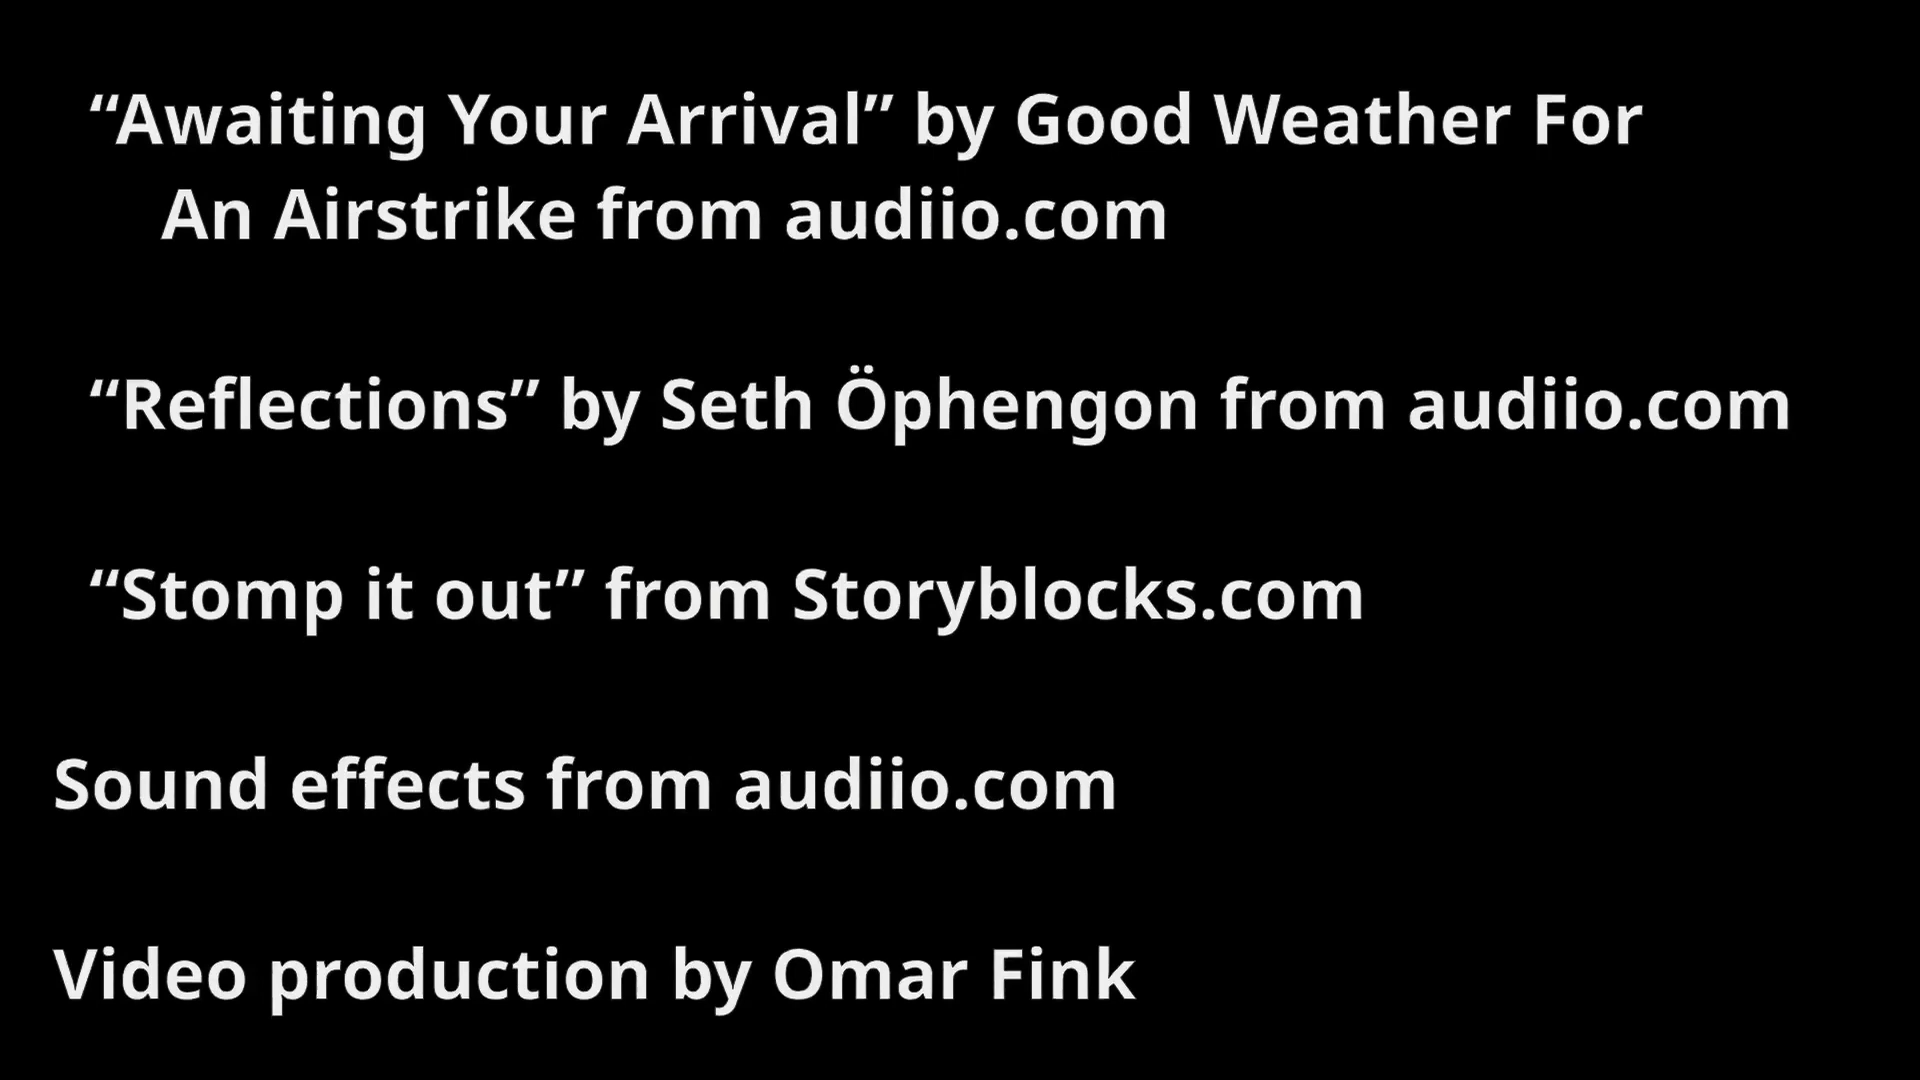 “Awaiting Your Arrival” by Good Weather For
An Airstrike from audiio.com
“Reflections” by Seth Öphengon from audiio.com
“Stomp it out” from Storyblocks.com
Sound effects from audiio.com
Video production by Omar Fink